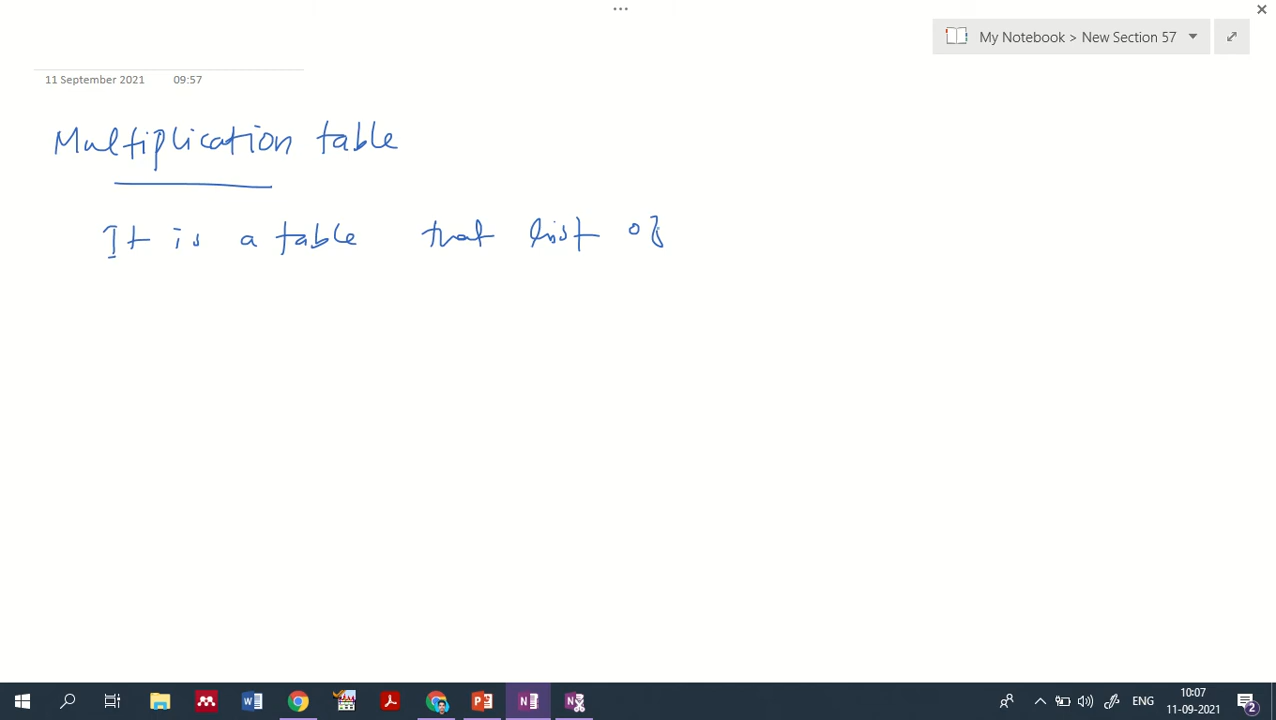 My Notebook > New Section 57
11 September 2021 09:57
Multiplication table
It is a table that list of
ENG
10:07
11-09-2021
2